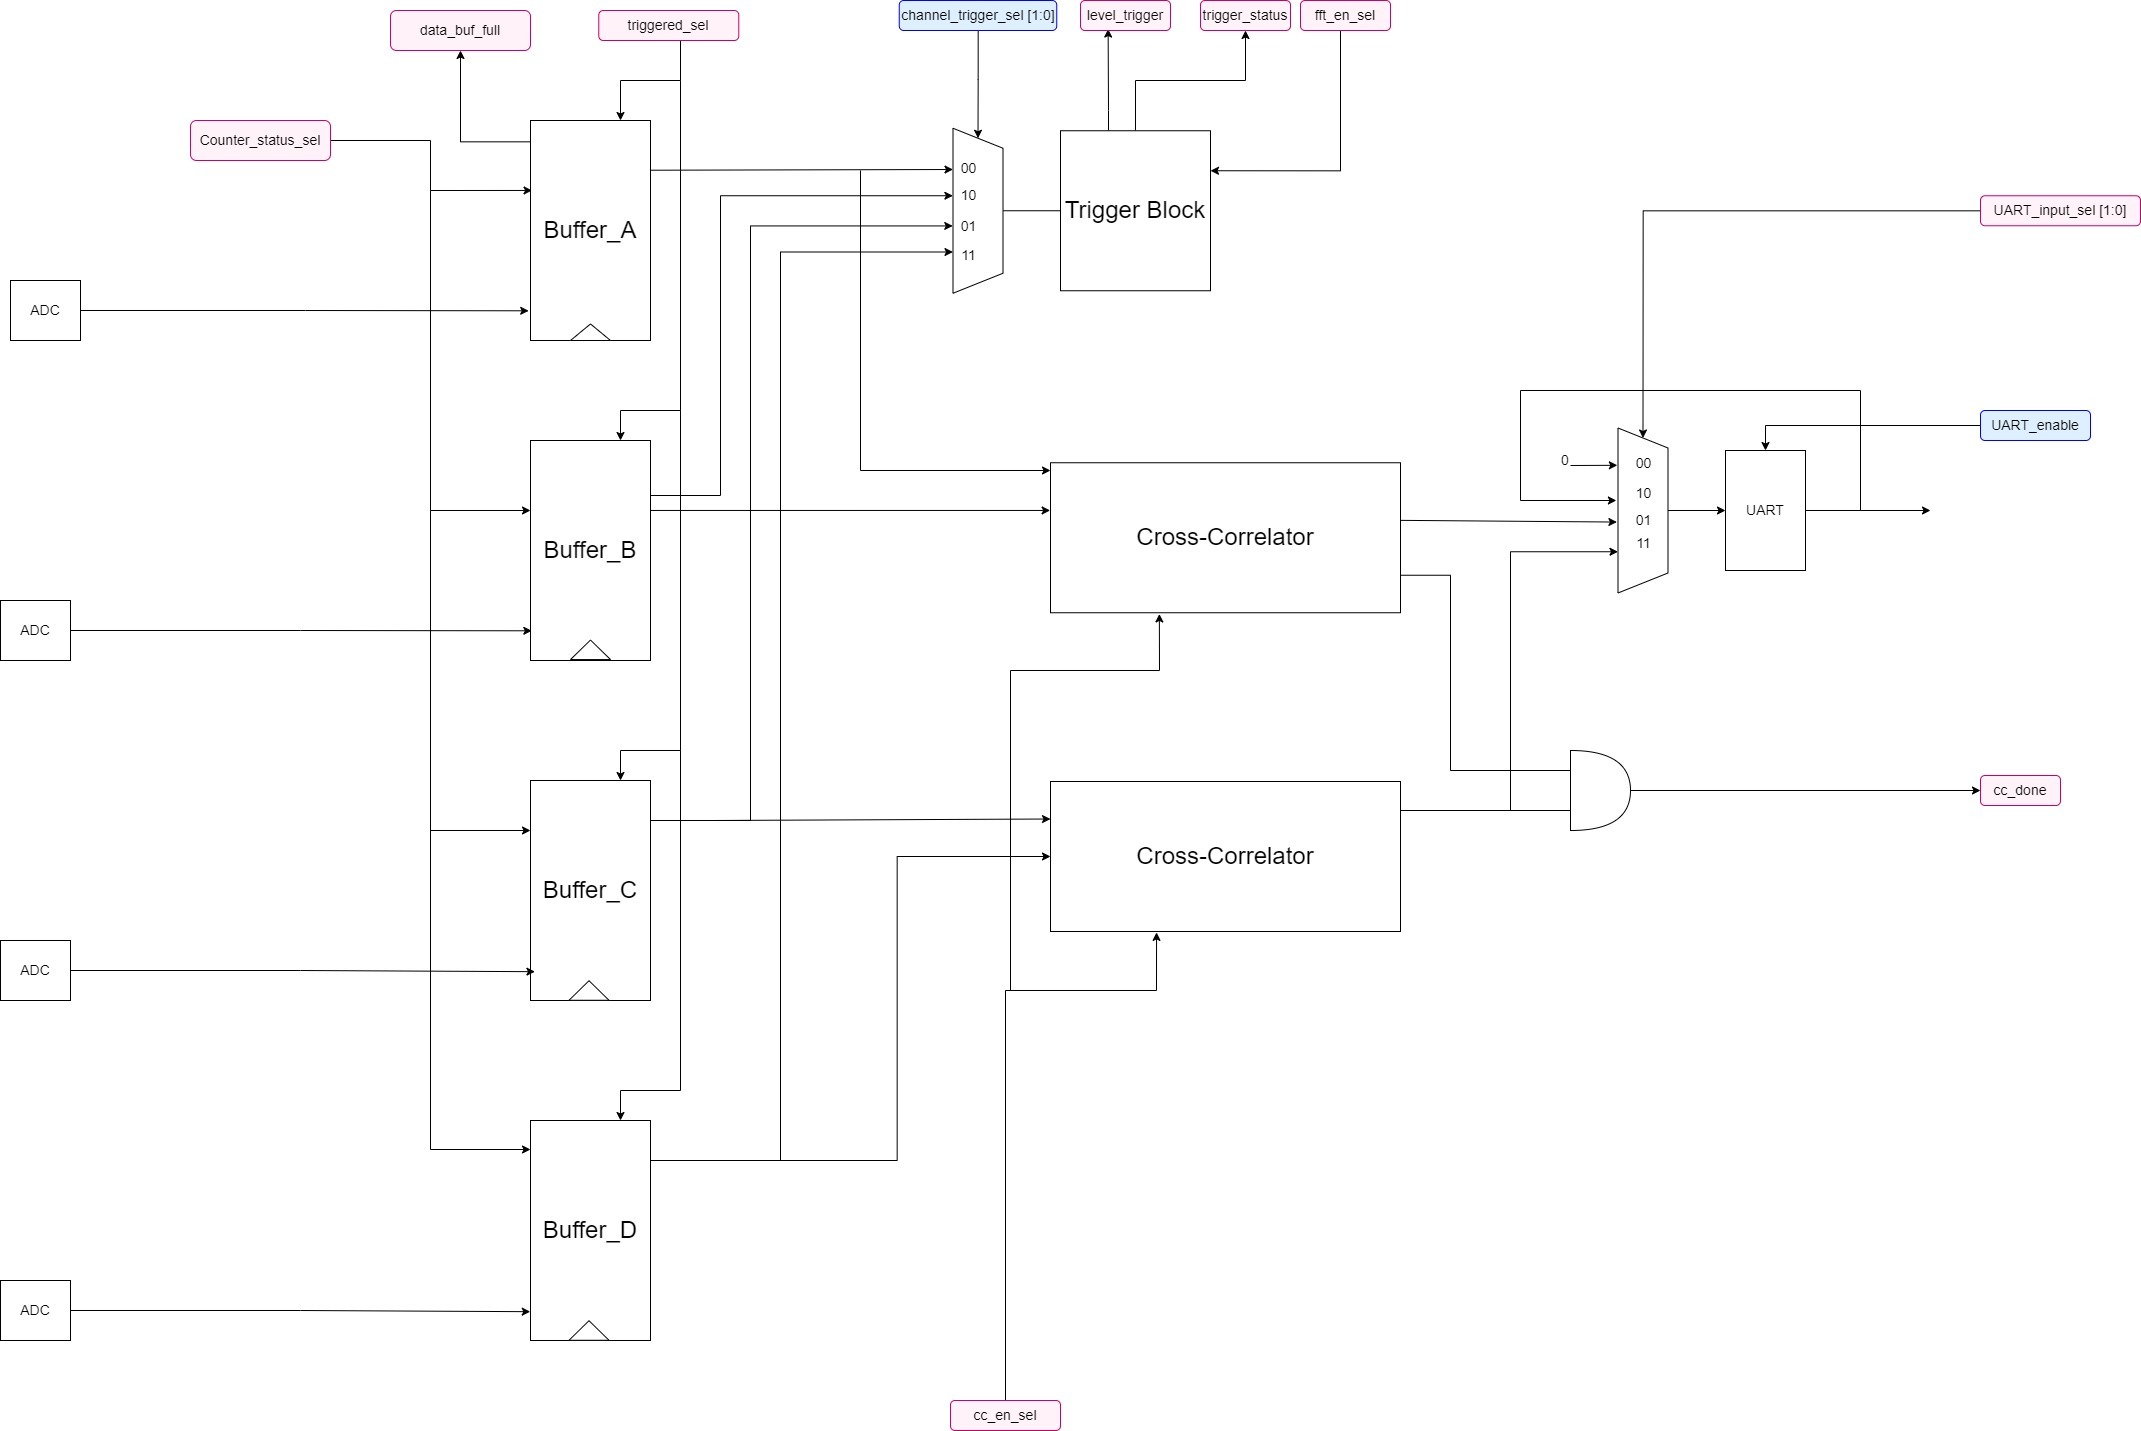 data_buf_full
triggered_sel
channel_trigger_sel [1:0]
level_trigger
trigger_status
fft_en_sel
Counter_status_sel
00
10
01
11
Trigger Block
UART_input_sel [1:0]
Buffer_A
ADC
UART_enable
0
00
10
01
11
UART
Cross-Correlator
Buffer_B
ADC
cc_done
Cross-Correlator
Buffer_C
ADC
Buffer_D
ADC
cc_en_sel